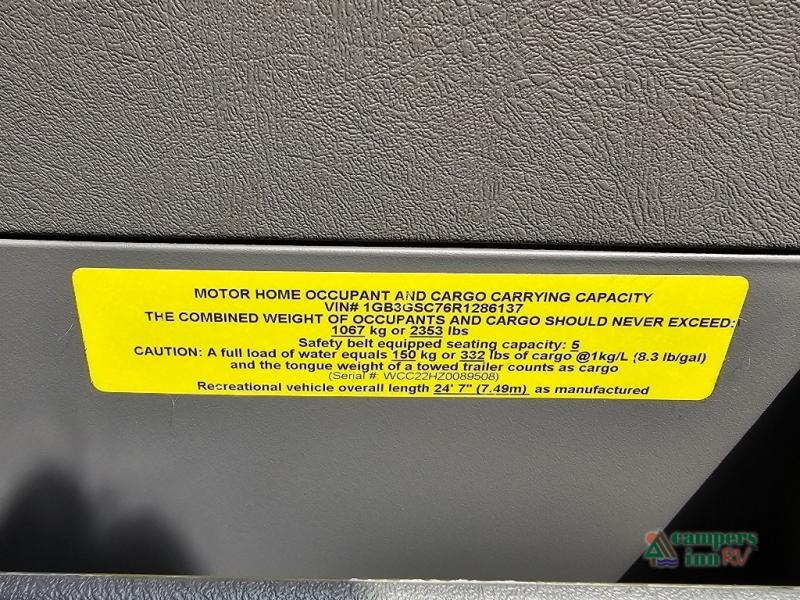 MOTOR HOME OCCUPANT AND CARGO CARRYING CAPACITY
VIN# 1GB3GSC76R1286137
THE COMBINED WEIGHT OF OCCUPANTS AND CARGO SHOULD NEVER EXCEED:
1067 kg or 2353 lbs
Safety belt equipped seating capacity: 5
CAUTION: A full load of water equals 150 kg or 332 lbs of cargo @1kg/L (8.3 lb/gal)
and the tongue weight of a towed trailer counts as cargo
(Serial #: WCC22HZ0089508)
Recreational vehicle overall length 24' 7" (7.49m) as manufactured
campers
inn RV